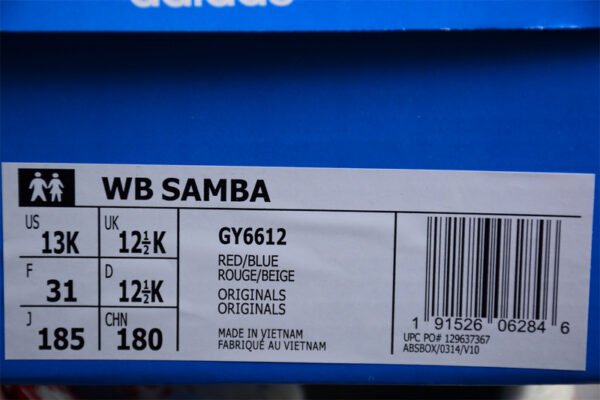 adidas
WB SAMBA
US 13K
UK 12½K
F 31
D 12½K
J 185
CHN 180
GY6612
RED/BLUE
ROUGE/BEIGE
ORIGINALS
ORIGINALS
MADE IN VIETNAM
FABRIQUÉ AU VIETNAM
1 91526 06284 6
UPC PO# 129637367
ABSBOX/0314/V10